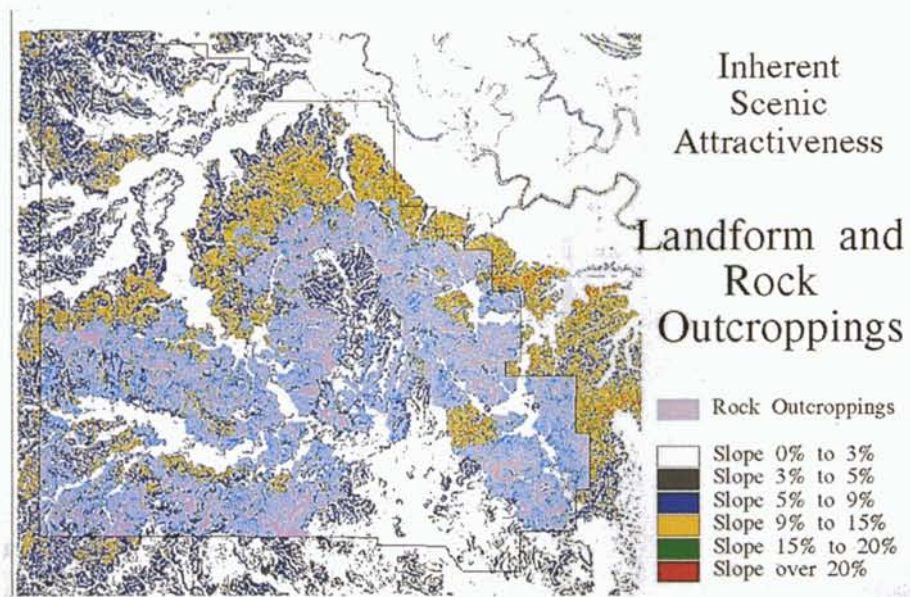 Inherent
Scenic
Attractiveness
Landform and
Rock
Outcroppings
Rock Outcroppings
Slope 0% to 3%
Slope 3% to 5%
Slope 5% to 9%
Slope 9% to 15%
Slope 15% to 20%
Slope over 20%